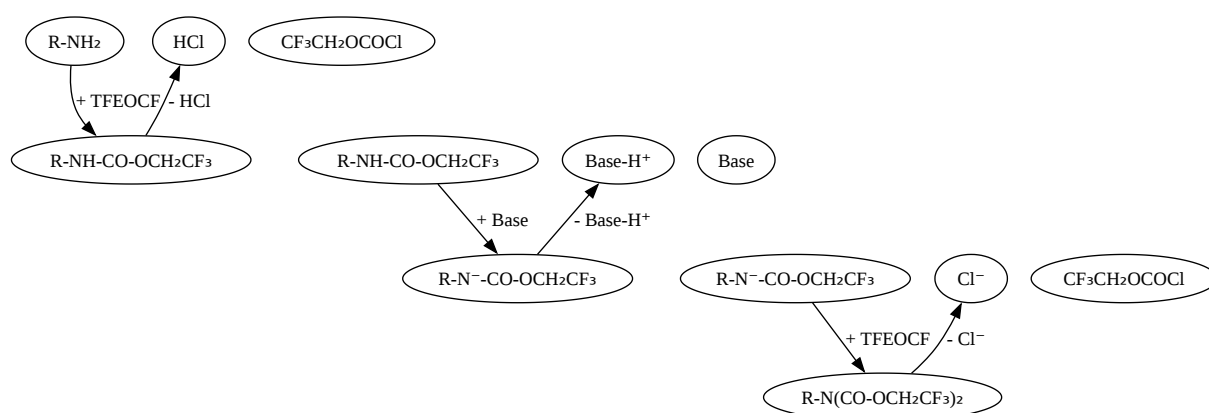 R-NH₂
HCl
CF₃CH₂OCOCl
+ TFEOCF
- HCl
R-NH-CO-OCH₂CF₃
R-NH-CO-OCH₂CF₃
Base-H⁺
Base
+ Base
- Base-H⁺
R-N⁻-CO-OCH₂CF₃
R-N⁻-CO-OCH₂CF₃
Cl⁻
CF₃CH₂OCOCl
+ TFEOCF
- Cl⁻
R-N(CO-OCH₂CF₃)₂